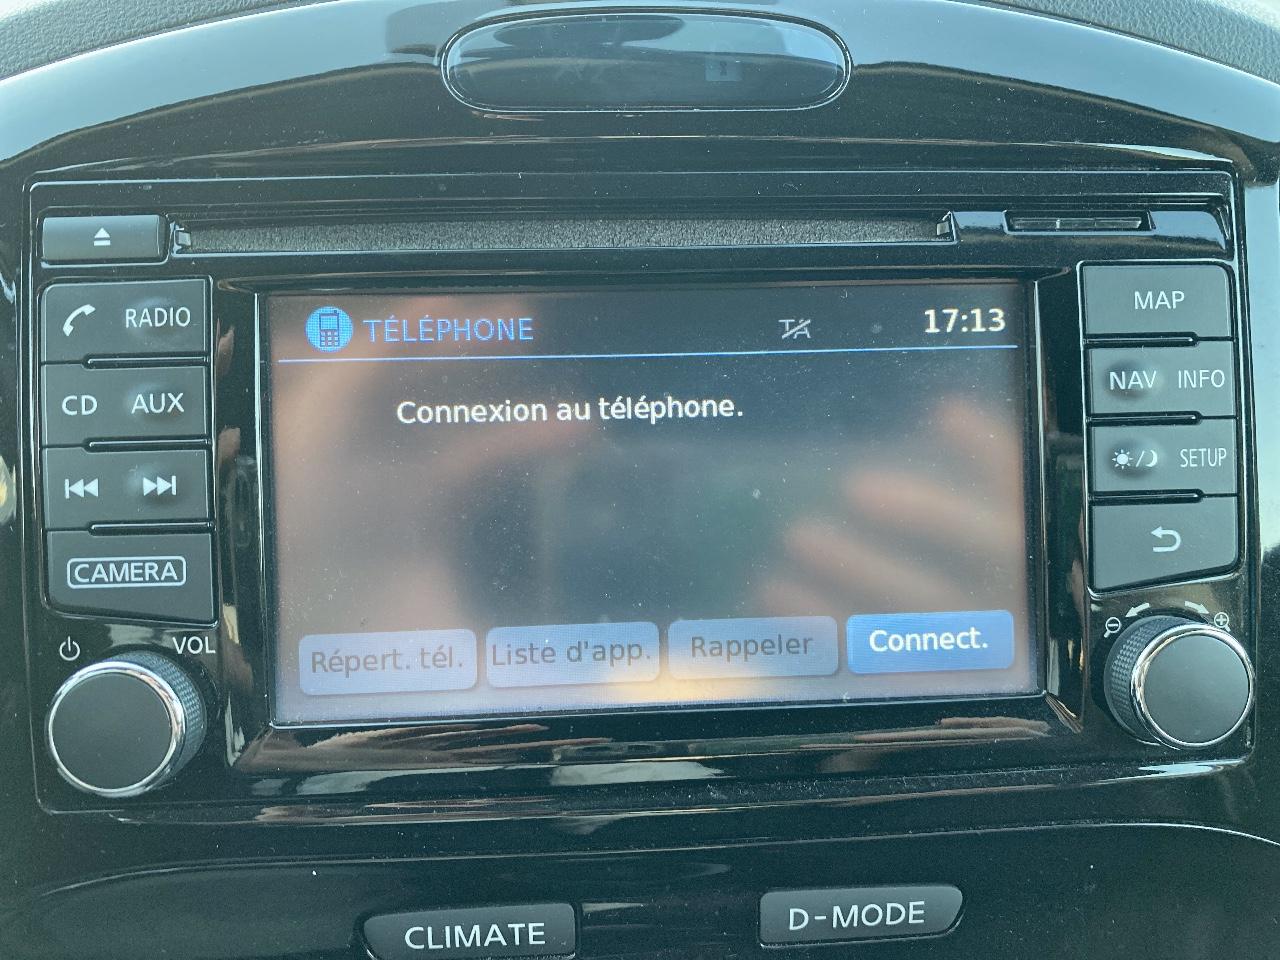 RADIO
CD AUX
CAMERA
VOL
TÉLÉPHONE TA 17:13
Connexion au téléphone.
Répert. tél. Liste d'app. Rappeler Connect.
MAP
NAV INFO
SETUP
CLIMATE D-MODE